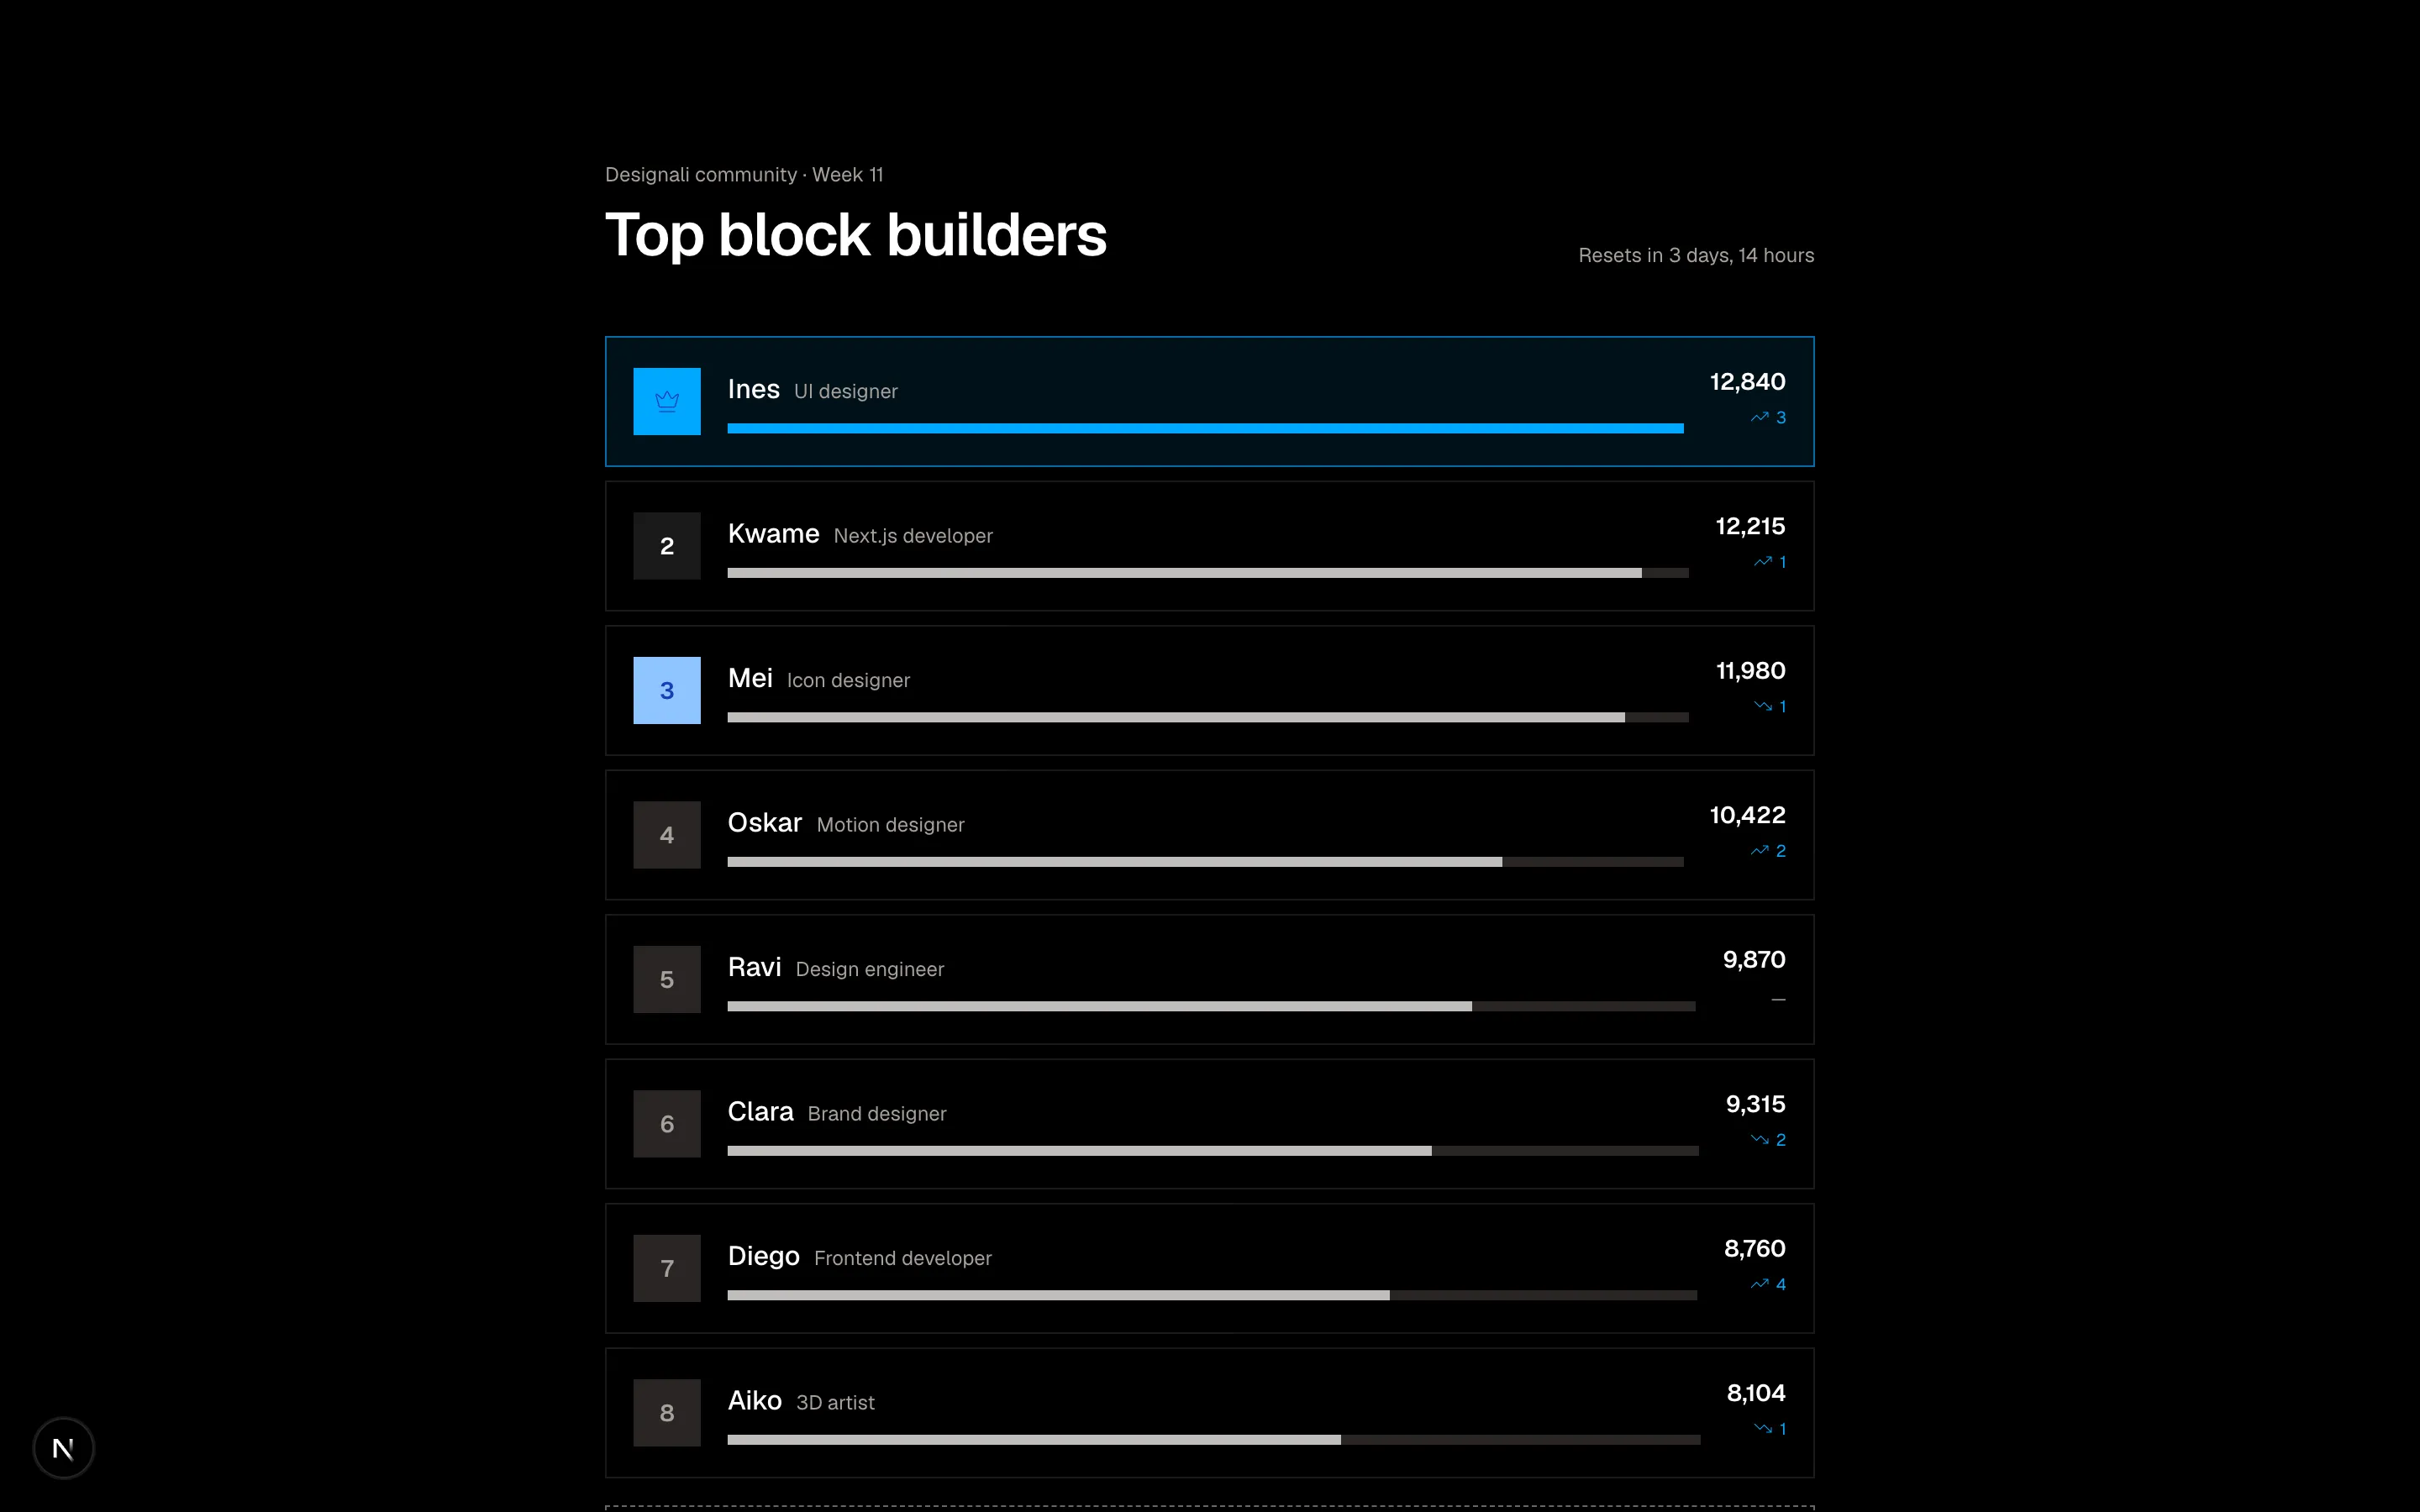 Designali community · Week 11
Top block builders
Resets in 3 days, 14 hours
Ines UI designer
12,840
3
2
Kwame Next.js developer
12,215
1
3
Mei Icon designer
11,980
1
4
Oskar Motion designer
10,422
2
5
Ravi Design engineer
9,870
—
6
Clara Brand designer
9,315
2
7
Diego Frontend developer
8,760
4
8
Aiko 3D artist
8,104
1
N